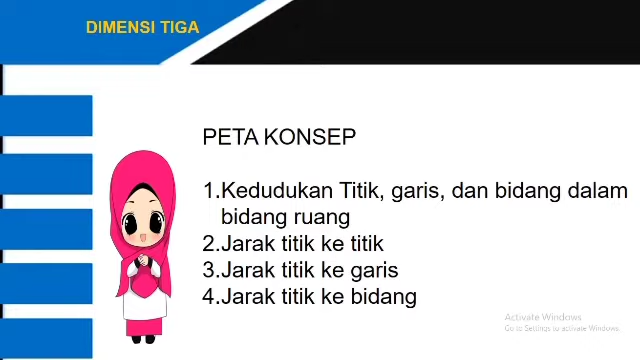 DIMENSI TIGA
PETA KONSEP
1.Kedudukan Titik, garis, dan bidang dalam
bidang ruang
2.Jarak titik ke titik
3.Jarak titik ke garis
4.Jarak titik ke bidang
Activate Windows
Go to Settings to activate Windows.